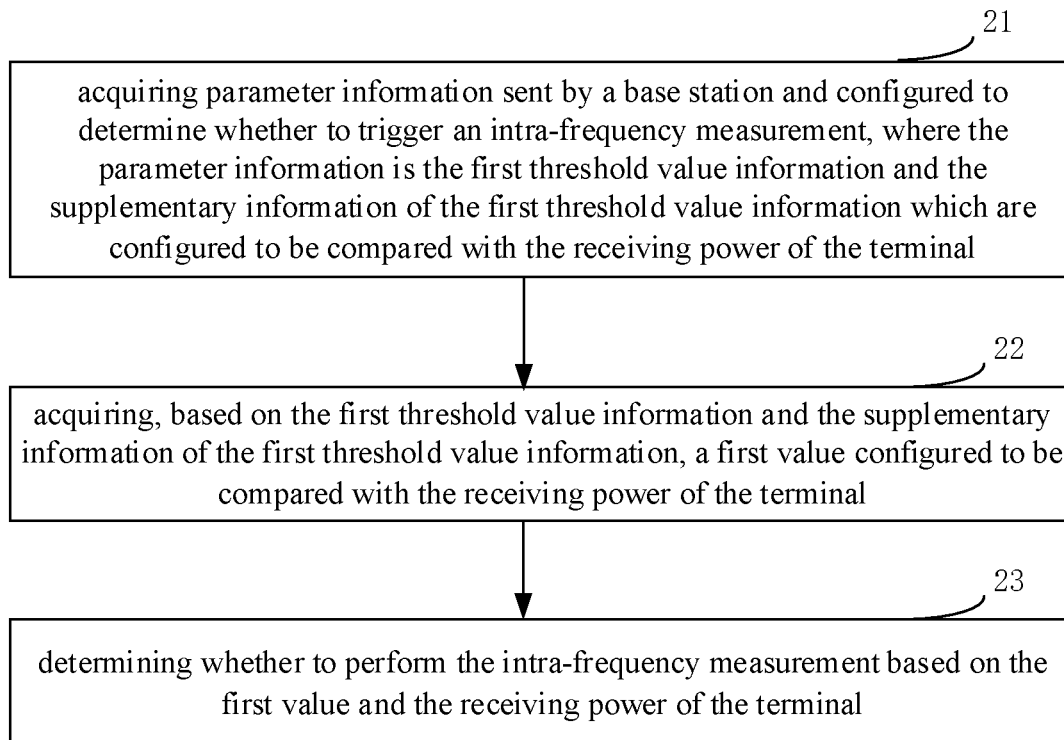 21
acquiring parameter information sent by a base station and configured to
determine whether to trigger an intra-frequency measurement, where the
parameter information is the first threshold value information and the
supplementary information of the first threshold value information which are
configured to be compared with the receiving power of the terminal
22
acquiring, based on the first threshold value information and the supplementary
information of the first threshold value information, a first value configured to be
compared with the receiving power of the terminal
23
determining whether to perform the intra-frequency measurement based on the
first value and the receiving power of the terminal